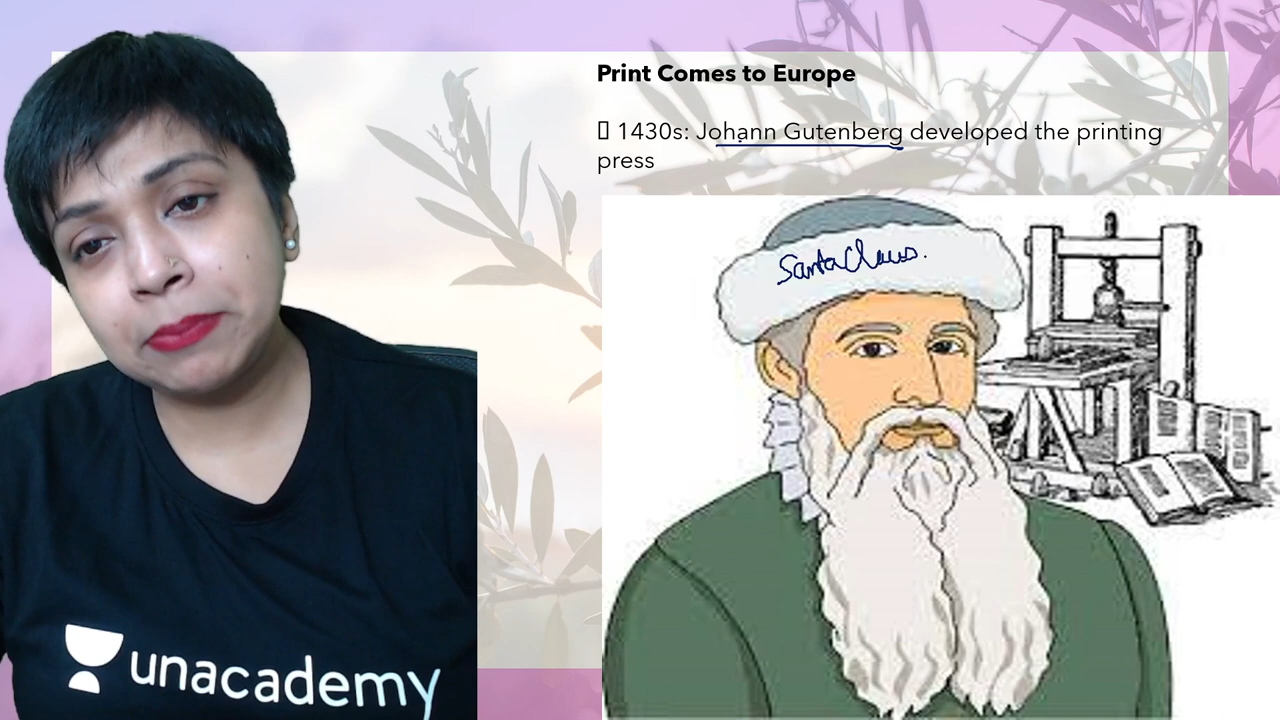 Print Comes to Europe
1430s: Johann Gutenberg developed the printing
press
Santa Claus.
unacademy